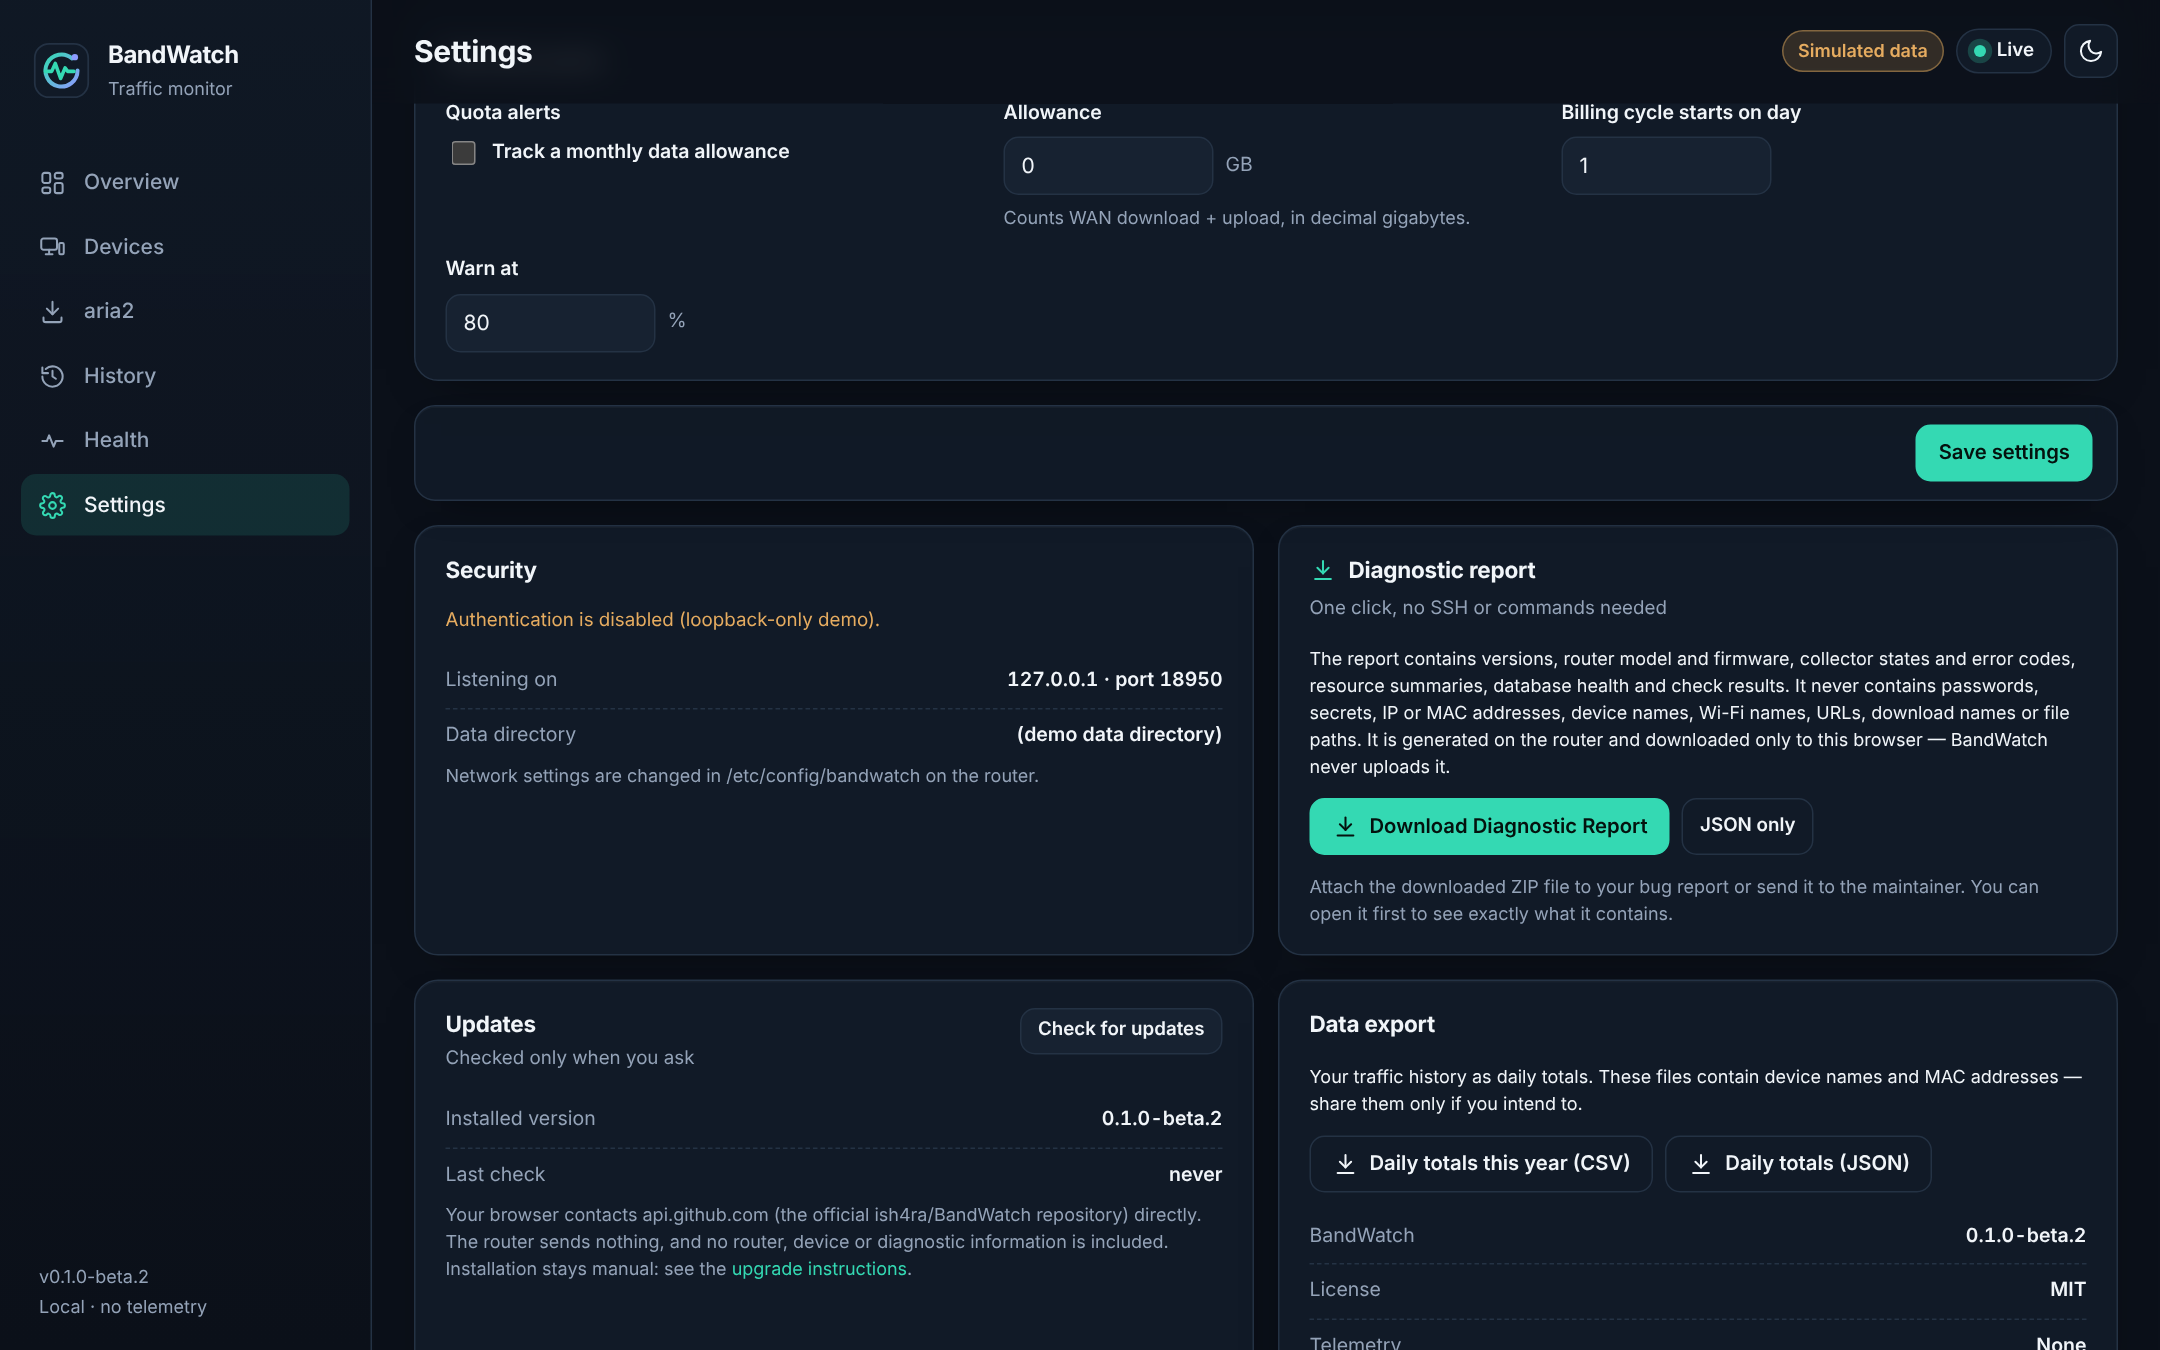 BandWatch
Traffic monitor
Overview
Devices
aria2
History
Health
Settings
v0.1.0-beta.2
Local · no telemetry
Settings
Simulated data
Live
Quota alerts
Track a monthly data allowance
Allowance
0 GB
Counts WAN download + upload, in decimal gigabytes.
Billing cycle starts on day
1
Warn at
80 %
Save settings
Security
Authentication is disabled (loopback-only demo).
Listening on 127.0.0.1 · port 18950
Data directory (demo data directory)
Network settings are changed in /etc/config/bandwatch on the router.
Diagnostic report
One click, no SSH or commands needed
The report contains versions, router model and firmware, collector states and error codes,
resource summaries, database health and check results. It never contains passwords,
secrets, IP or MAC addresses, device names, Wi-Fi names, URLs, download names or file
paths. It is generated on the router and downloaded only to this browser — BandWatch
never uploads it.
Download Diagnostic Report
JSON only
Attach the downloaded ZIP file to your bug report or send it to the maintainer. You can
open it first to see exactly what it contains.
Updates
Checked only when you ask
Check for updates
Installed version 0.1.0-beta.2
Last check never
Your browser contacts api.github.com (the official ish4ra/BandWatch repository) directly.
The router sends nothing, and no router, device or diagnostic information is included.
Installation stays manual: see the upgrade instructions.
Data export
Your traffic history as daily totals. These files contain device names and MAC addresses —
share them only if you intend to.
Daily totals this year (CSV)
Daily totals (JSON)
BandWatch 0.1.0-beta.2
License MIT
Telemetry None